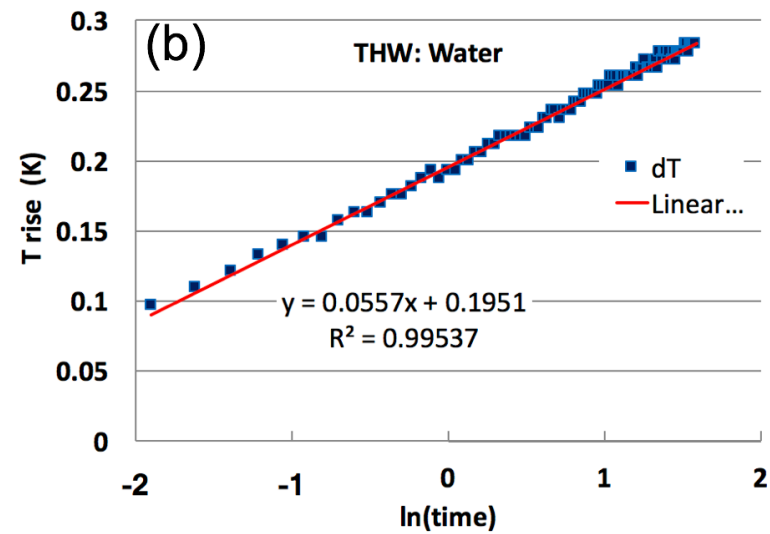 (b)
THW: Water
0.3
0.25
0.2
0.15
0.1
0.05
0
T rise (K)
dT
Linear...
y = 0.0557x + 0.1951
R² = 0.99537
-2
-1
0
1
2
ln(time)